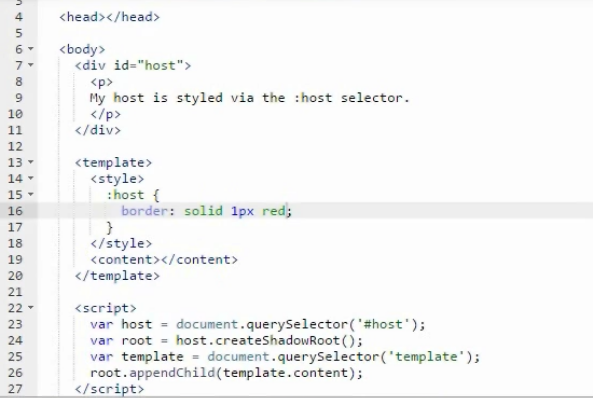 4 <head></head>
5
6 <body>
7 <div id="host">
8 <p>
9 My host is styled via the :host selector.
10 </p>
11 </div>
12
13 <template>
14 <style>
15 :host {
16 border: solid 1px red;
17 }
18 </style>
19 <content></content>
20 </template>
21
22 <script>
23 var host = document.querySelector('#host');
24 var root = host.createShadowRoot();
25 var template = document.querySelector('template');
26 root.appendChild(template.content);
27 </script>